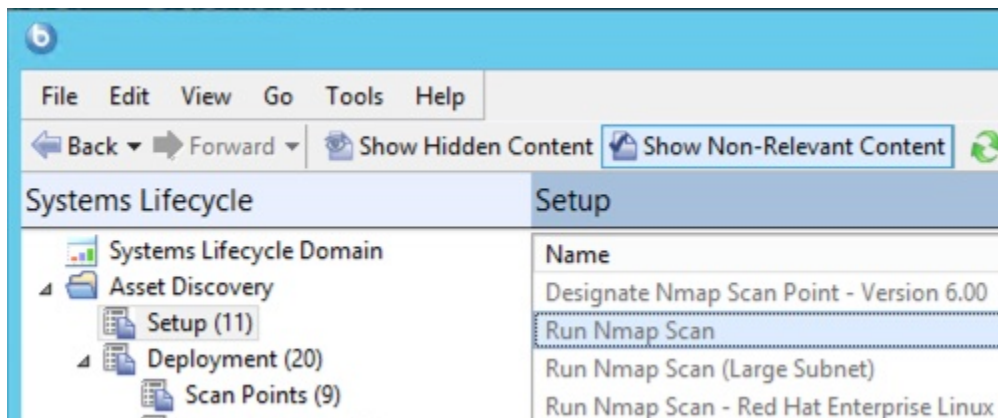 File Edit View Go Tools Help
Back Forward Show Hidden Content Show Non-Relevant Content
Systems Lifecycle
Setup
Systems Lifecycle Domain
Asset Discovery
Setup (11)
Deployment (20)
Scan Points (9)
Name
Designate Nmap Scan Point - Version 6.00
Run Nmap Scan
Run Nmap Scan (Large Subnet)
Run Nmap Scan - Red Hat Enterprise Linux